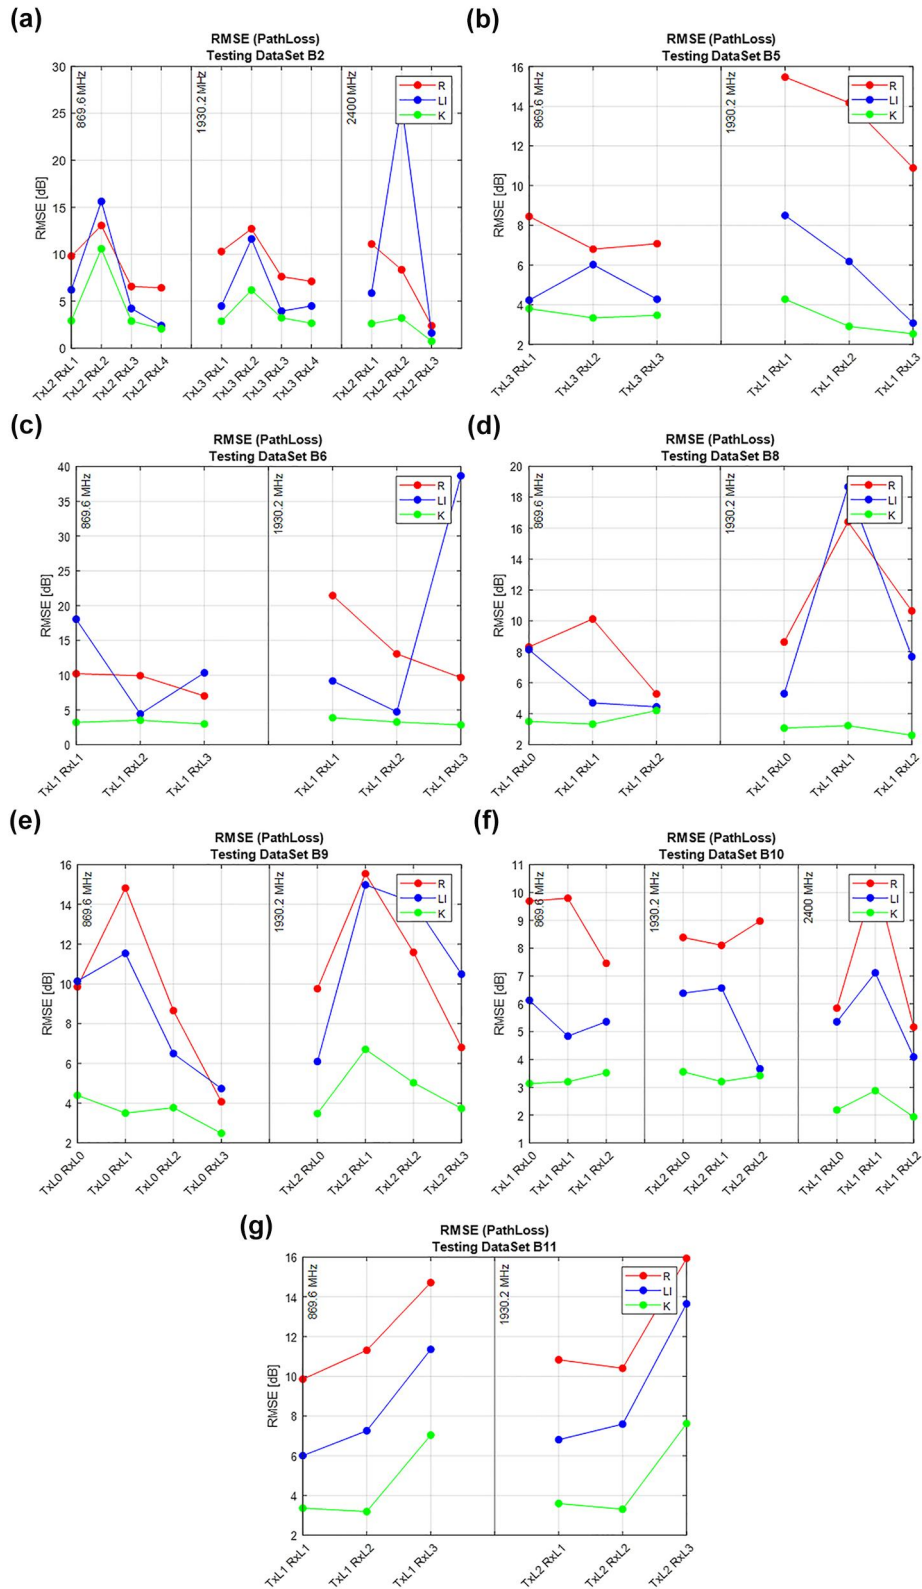 (a)
RMSE (PathLoss)
Testing DataSet B2
30
25
20
15
10
5
0
RMSE [dB]
869.6 MHz
1930.2 MHz
2400 MHz
R
LI
K
TxL2 RxL1
TxL2 RxL2
TxL2 RxL3
TxL2 RxL4
TxL3 RxL1
TxL3 RxL2
TxL3 RxL3
TxL3 RxL4
TxL2 RxL1
TxL2 RxL2
TxL2 RxL3
(b)
RMSE (PathLoss)
Testing DataSet B5
16
14
12
10
8
6
4
2
RMSE [dB]
869.6 MHz
1930.2 MHz
R
LI
K
TxL3 RxL1
TxL3 RxL2
TxL3 RxL3
TxL1 RxL1
TxL1 RxL2
TxL1 RxL3
(c)
RMSE (PathLoss)
Testing DataSet B6
40
35
30
25
20
15
10
5
0
RMSE [dB]
869.6 MHz
1930.2 MHz
R
LI
K
TxL1 RxL1
TxL1 RxL2
TxL1 RxL3
TxL1 RxL1
TxL1 RxL2
TxL1 RxL3
(d)
RMSE (PathLoss)
Testing DataSet B8
20
18
16
14
12
10
8
6
4
2
RMSE [dB]
869.6 MHz
1930.2 MHz
R
LI
K
TxL1 RxL0
TxL1 RxL1
TxL1 RxL2
TxL1 RxL0
TxL1 RxL1
TxL1 RxL2
(e)
RMSE (PathLoss)
Testing DataSet B9
16
14
12
10
8
6
4
2
RMSE [dB]
869.6 MHz
1930.2 MHz
R
LI
K
TxL0 RxL0
TxL0 RxL1
TxL0 RxL2
TxL0 RxL3
TxL2 RxL0
TxL2 RxL1
TxL2 RxL2
TxL2 RxL3
(f)
RMSE (PathLoss)
Testing DataSet B10
11
10
9
8
7
6
5
4
3
2
1
RMSE [dB]
869.6 MHz
1930.2 MHz
2400 MHz
R
LI
K
TxL1 RxL0
TxL1 RxL1
TxL1 RxL2
TxL2 RxL0
TxL2 RxL1
TxL2 RxL2
TxL1 RxL0
TxL1 RxL1
TxL1 RxL2
(g)
RMSE (PathLoss)
Testing DataSet B11
16
14
12
10
8
6
4
2
RMSE [dB]
869.6 MHz
1930.2 MHz
R
LI
K
TxL1 RxL1
TxL1 RxL2
TxL1 RxL3
TxL2 RxL1
TxL2 RxL2
TxL2 RxL3